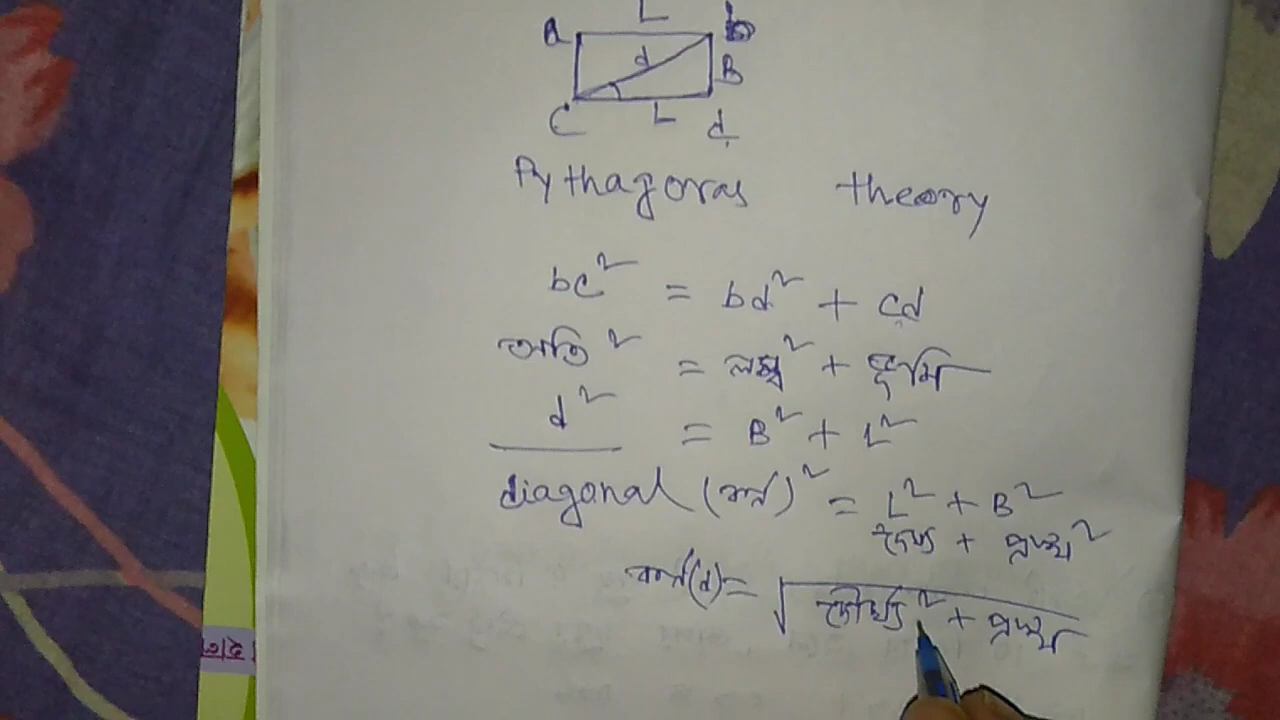 L
A b
d B
C L d
Pythagoras theory
bc² = bd² + cd
অতি² = লম্ব² + ভূমি
d² = B² + L²
diagonal (কর্ন)² = L² + B²
দৈর্ঘ্য + প্রস্থ²
কর্ন(d) = √দৈর্ঘ্য² + প্রস্থ